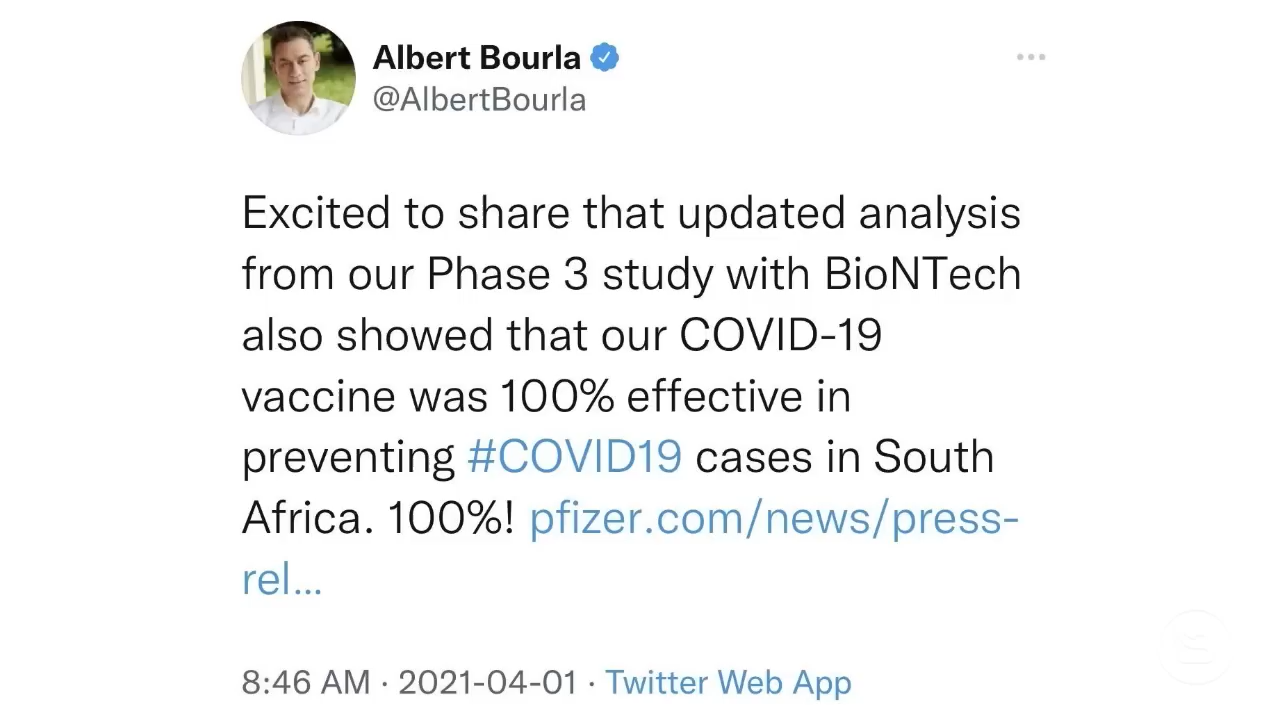 Albert Bourla
@AlbertBourla
Excited to share that updated analysis
from our Phase 3 study with BioNTech
also showed that our COVID-19
vaccine was 100% effective in
preventing #COVID19 cases in South
Africa. 100%! pfizer.com/news/press-
rel...
8:46 AM · 2021-04-01 · Twitter Web App